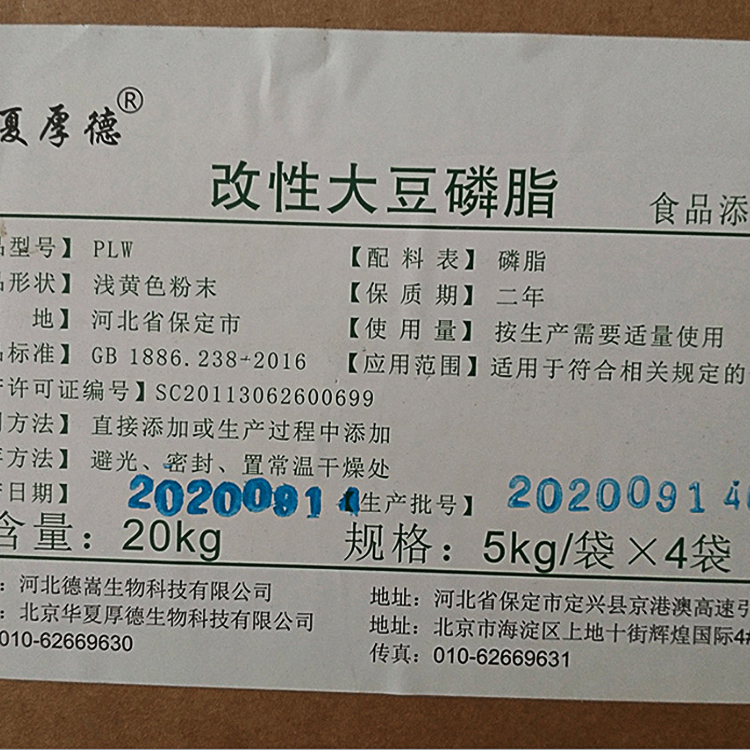 夏厚德®
改性大豆磷脂
食品添
品型号】PLW
【配料表】磷脂
品形状】浅黄色粉末
【保质期】二年
地】河北省保定市
【使用量】按生产需要适量使用
品标准】GB 1886.238-2016
【应用范围】适用于符合相关规定的
许可证编号】SC20113062600699
用方法】直接添加或生产过程中添加
方法】避光、密封、置常温干燥处
日期】20200914
【生产批号】20200914
含量：20kg
规格：5kg/袋×4袋
：河北德嵩生物科技有限公司
地址：河北省保定市定兴县京港澳高速引
：北京华夏厚德生物科技有限公司
地址：北京市海淀区上地十街辉煌国际4#
010-62669630
传真：010-62669631